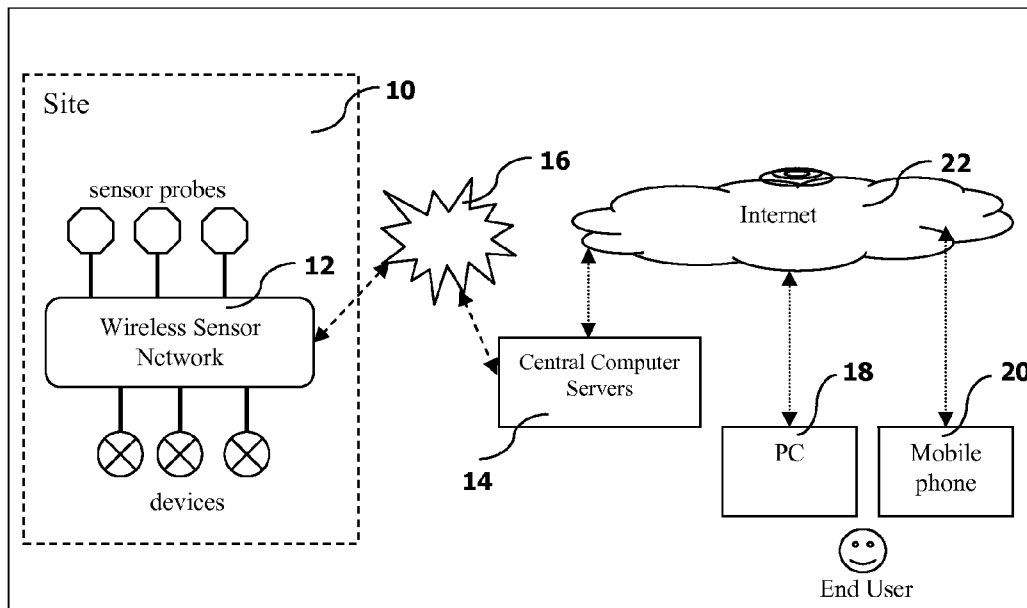 Site
10
sensor probes
12
Wireless Sensor
Network
devices
16
22
Internet
Central Computer
Servers
14
18
PC
20
Mobile
phone
End User